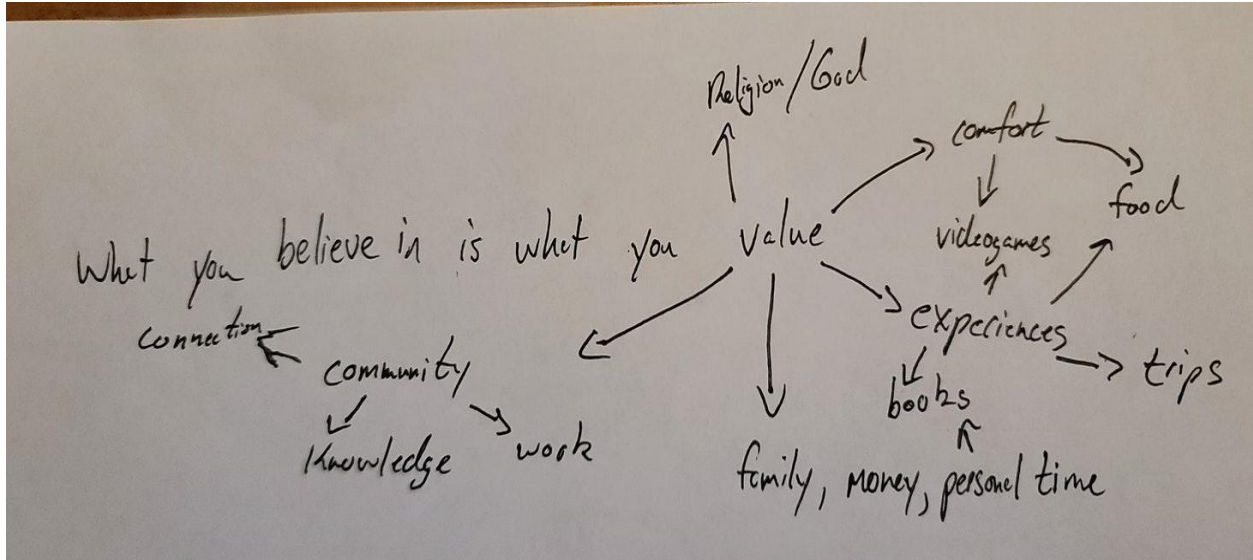 Religion/God
comfort
food
videogames
What you believe in is what you value
experiences
connection
community
trips
books
Knowledge
work
family, money, personal time